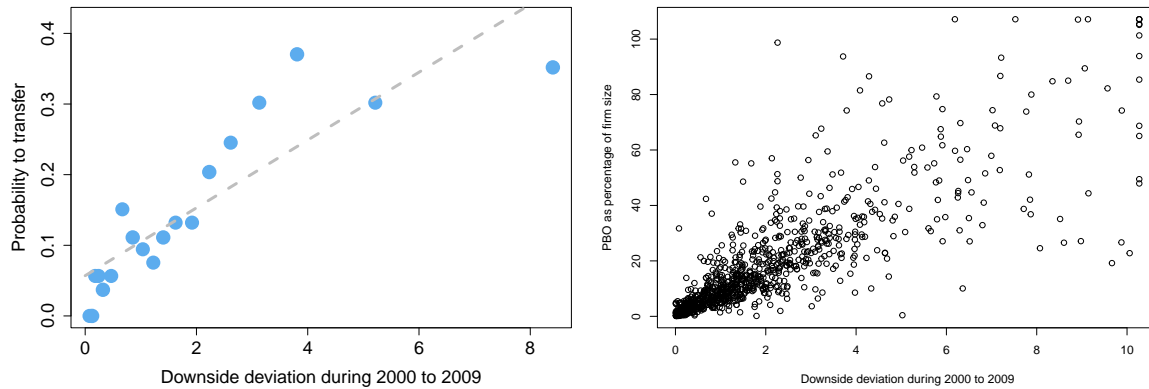 Probability to transfer
0.4
0.3
0.2
0.1
0.0
0 2 4 6 8
Downside deviation during 2000 to 2009
PBO as percentage of firm size
100
80
60
40
20
0
0 2 4 6 8 10
Downside deviation during 2000 to 2009